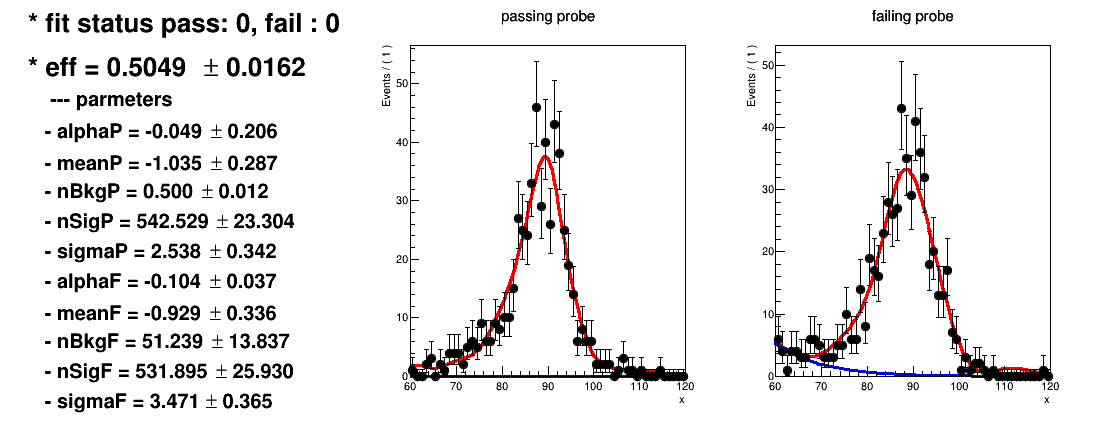 * fit status pass: 0, fail : 0
* eff = 0.5049 ± 0.0162
--- parmeters
- alphaP = -0.049 ± 0.206
- meanP = -1.035 ± 0.287
- nBkgP = 0.500 ± 0.012
- nSigP = 542.529 ± 23.304
- sigmaP = 2.538 ± 0.342
- alphaF = -0.104 ± 0.037
- meanF = -0.929 ± 0.336
- nBkgF = 51.239 ± 13.837
- nSigF = 531.895 ± 25.930
- sigmaF = 3.471 ± 0.365
passing probe
Events / ( 1 )
50
40
30
20
10
0
60 70 80 90 100 110 120
x
failing probe
Events / ( 1 )
50
40
30
20
10
0
60 70 80 90 100 110 120
x